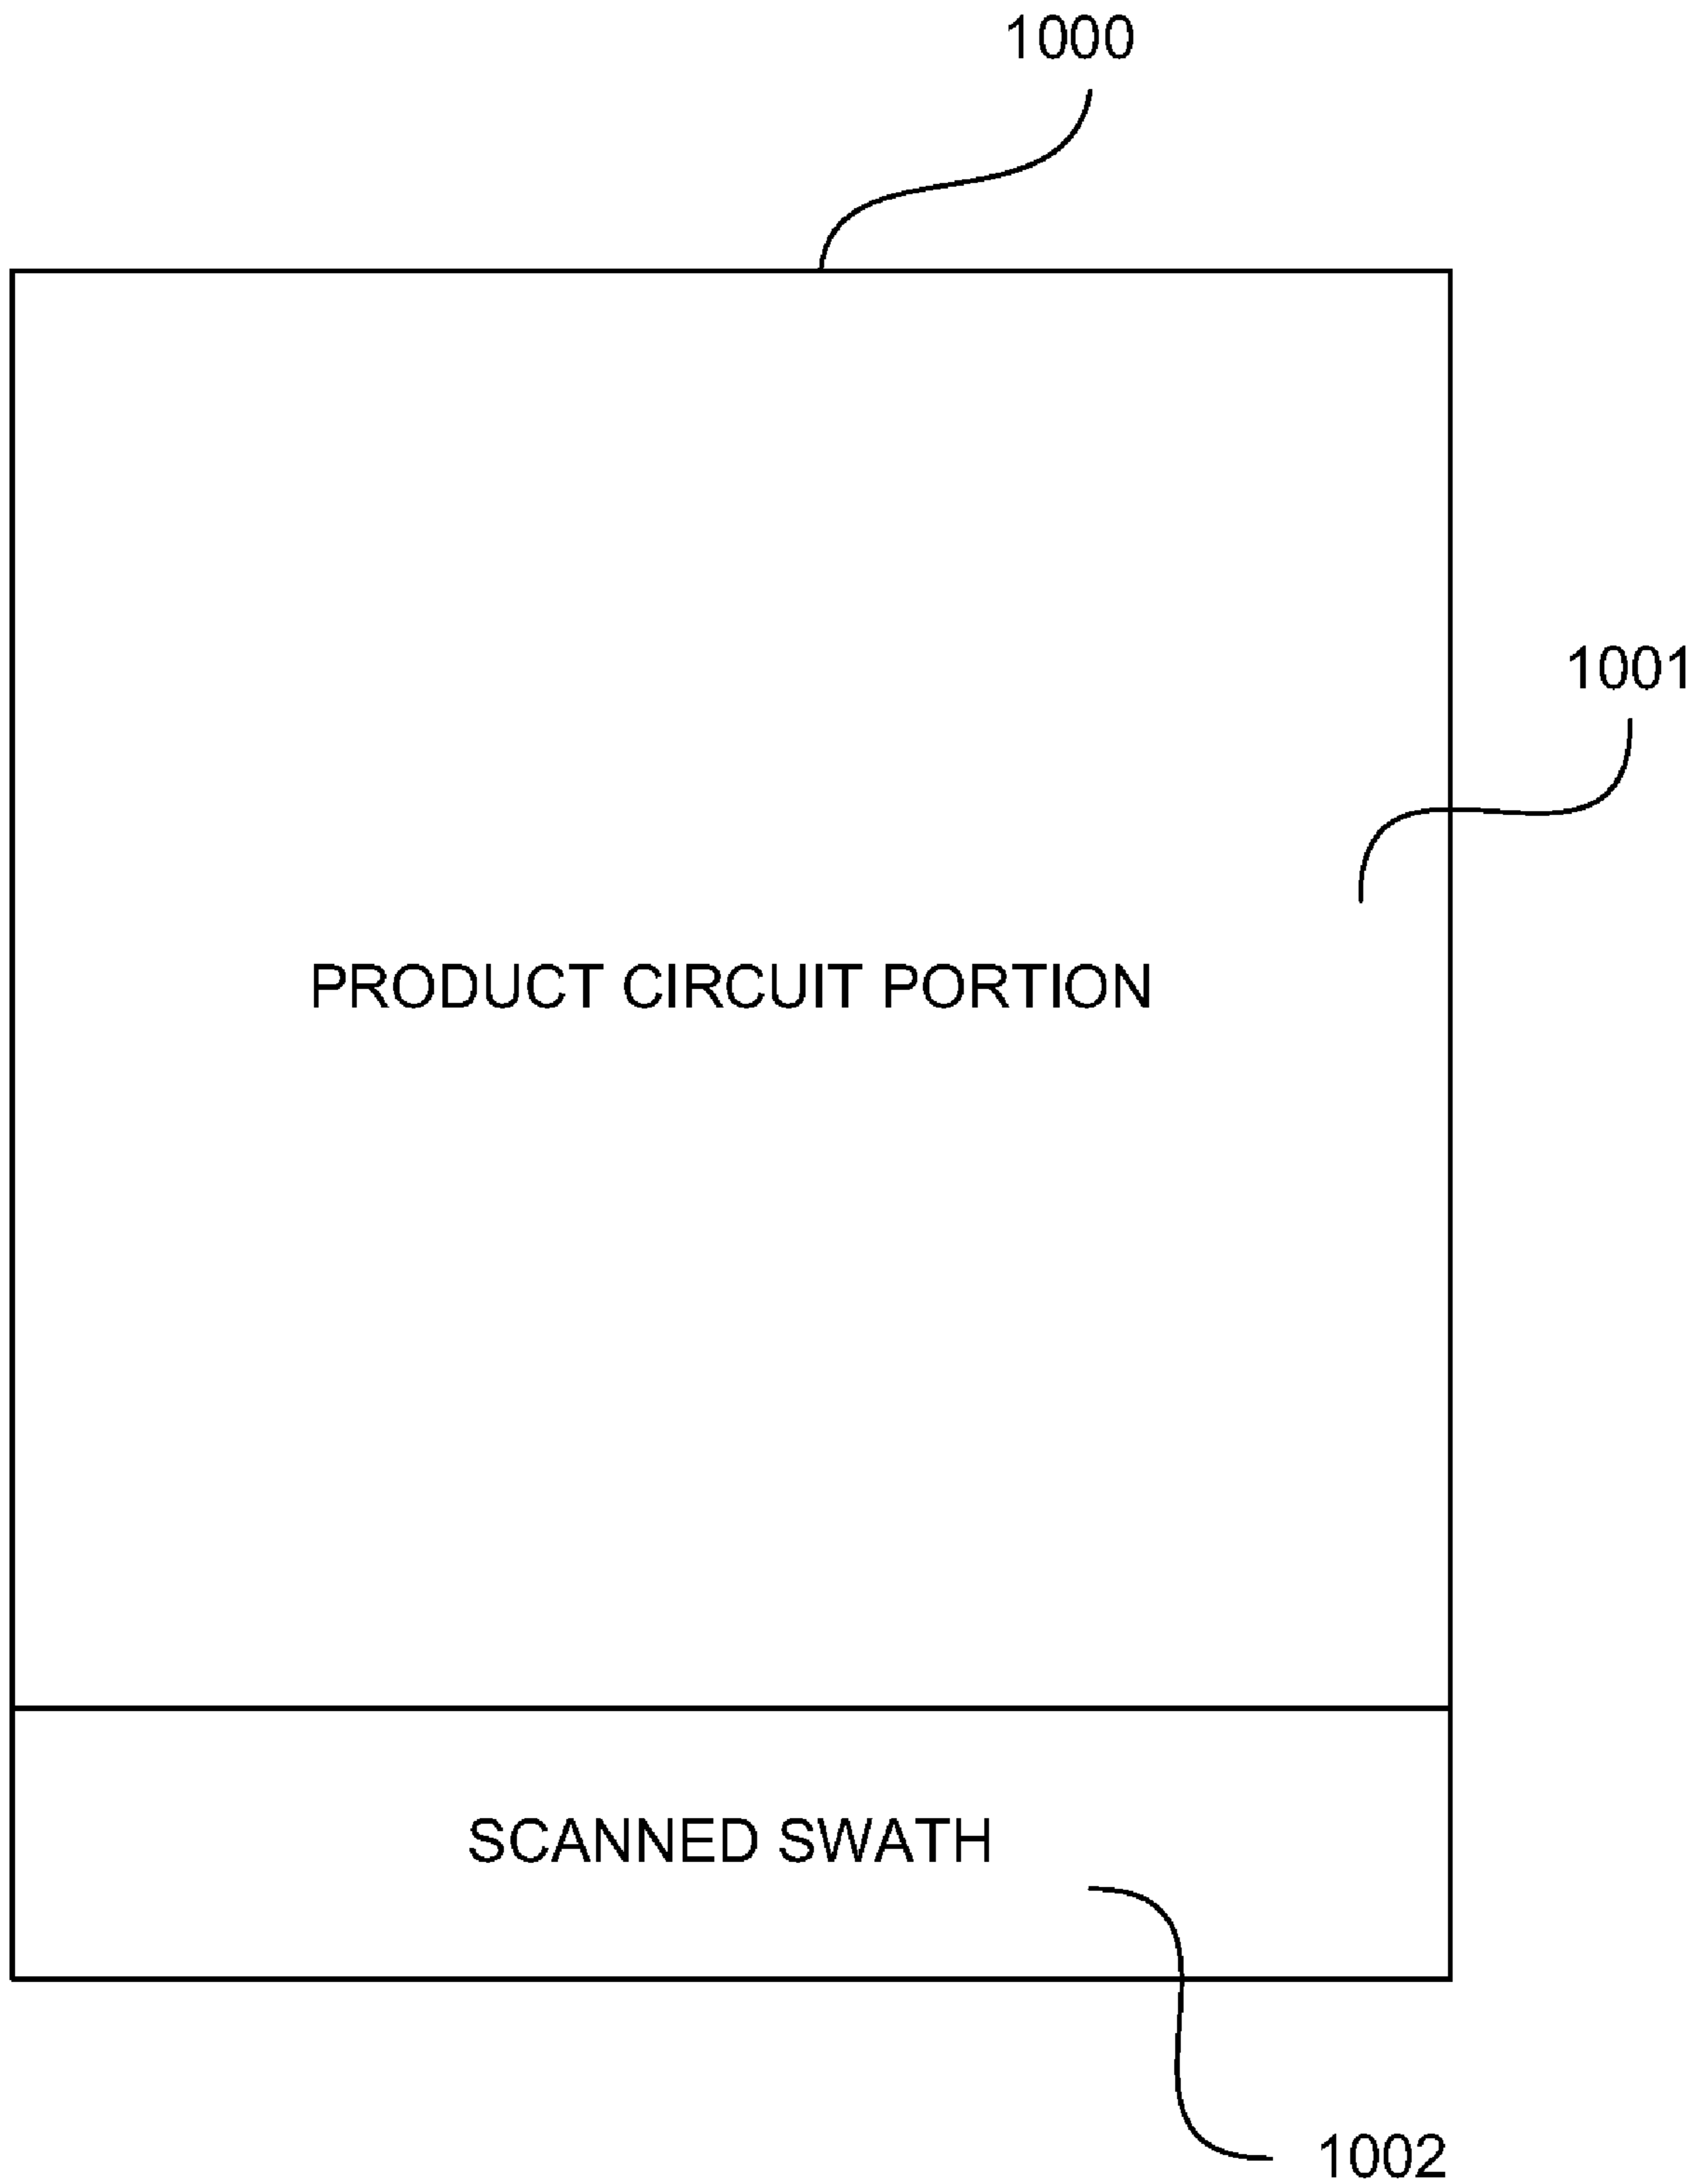 1000
1001
PRODUCT CIRCUIT PORTION
SCANNED SWATH
1002